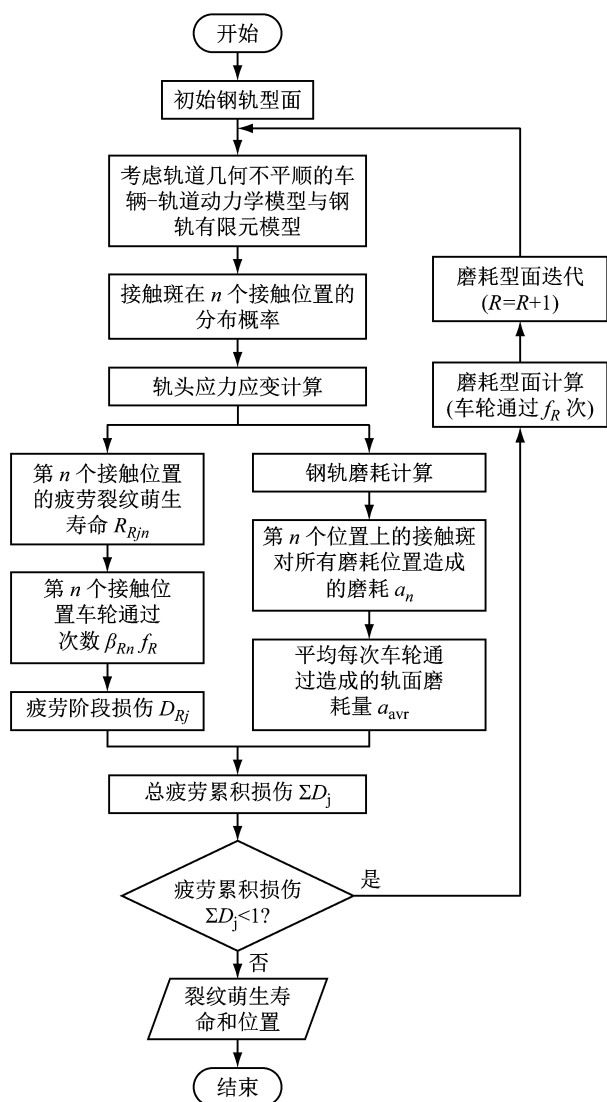 开始
初始钢轨型面
考虑轨道几何不平顺的车
辆-轨道动力学模型与钢
轨有限元模型
接触斑在 n 个接触位置的
分布概率
轨头应力应变计算
第 n 个接触位置
的疲劳裂纹萌生
寿命 R_{Rjn}
第 n 个接触位
置车轮通过
次数 β_{Rn} f_R
疲劳阶段损伤 D_{Rj}
钢轨磨耗计算
第 n 个位置上的接触斑
对所有磨耗位置造成
的磨耗 a_n
平均每次车轮通
过造成的轨面磨
耗量 a_{avr}
总疲劳累积损伤 ΣD_j
疲劳累积损伤
ΣD_j<1?
是
磨耗型面计算
(车轮通过 f_R 次)
磨耗型面迭代
(R=R+1)
否
裂纹萌生寿
命和位置
结束